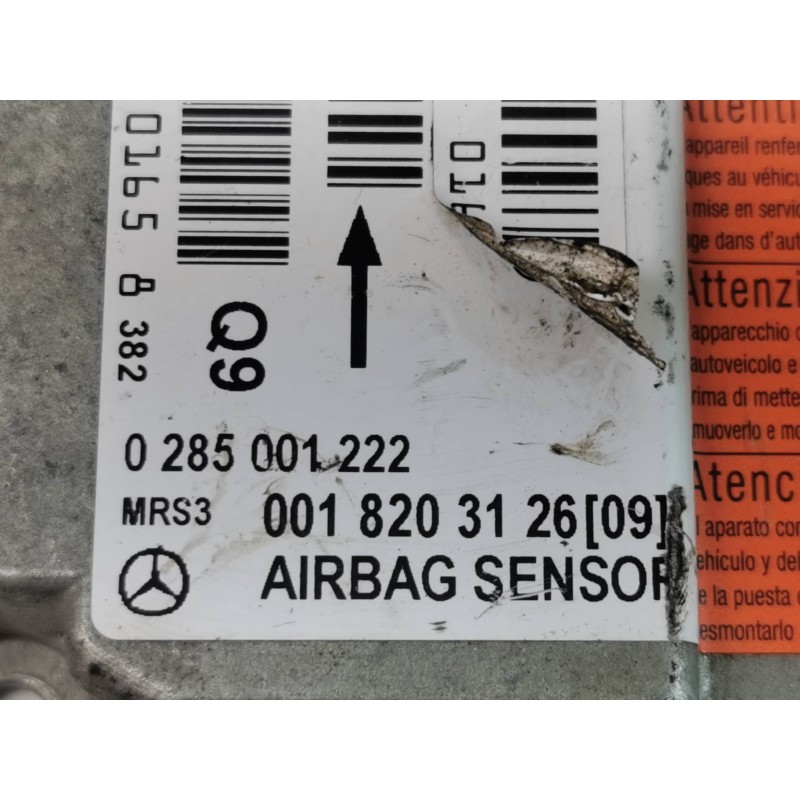 0165 8 382
Q9
0 285 001 222
MRS3 001 820 31 26[09]
AIRBAG SENSOR
Attenti
appareil renfer
ques au véhicu
mise en servic
ge dans d'auto
Attenzi
apparecchio
autoveicolo e
rima di mette
muoverlo e mo
Atenc
l aparato con
ehículo y del
e la puesta e
esmontarlo